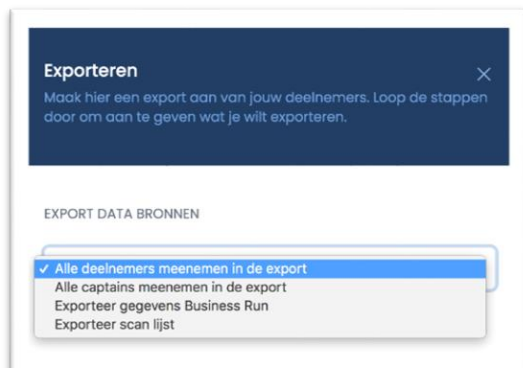 Exporteren
Maak hier een export aan van jouw deelnemers. Loop de stappen
door om aan te geven wat je wilt exporteren.
EXPORT DATA BRONNEN
✓ Alle deelnemers meenemen in de export
Alle captains meenemen in de export
Exporteer gegevens Business Run
Exporteer scan lijst